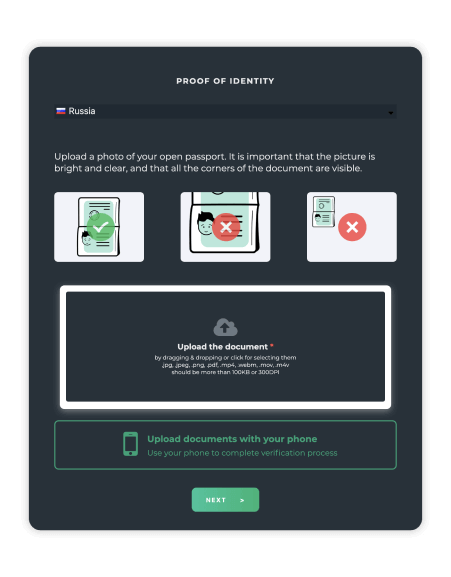 PROOF OF IDENTITY
Russia
Upload a photo of your open passport. It is important that the picture is
bright and clear, and that all the corners of the document are visible.
Upload the document *
by dragging & dropping or click for selecting them
.jpg, .jpeg, .png, .pdf, .mp4, .webm, .mov, .m4v
should be more than 100KB or 300DPI
Upload documents with your phone
Use your phone to complete verification process
NEXT >